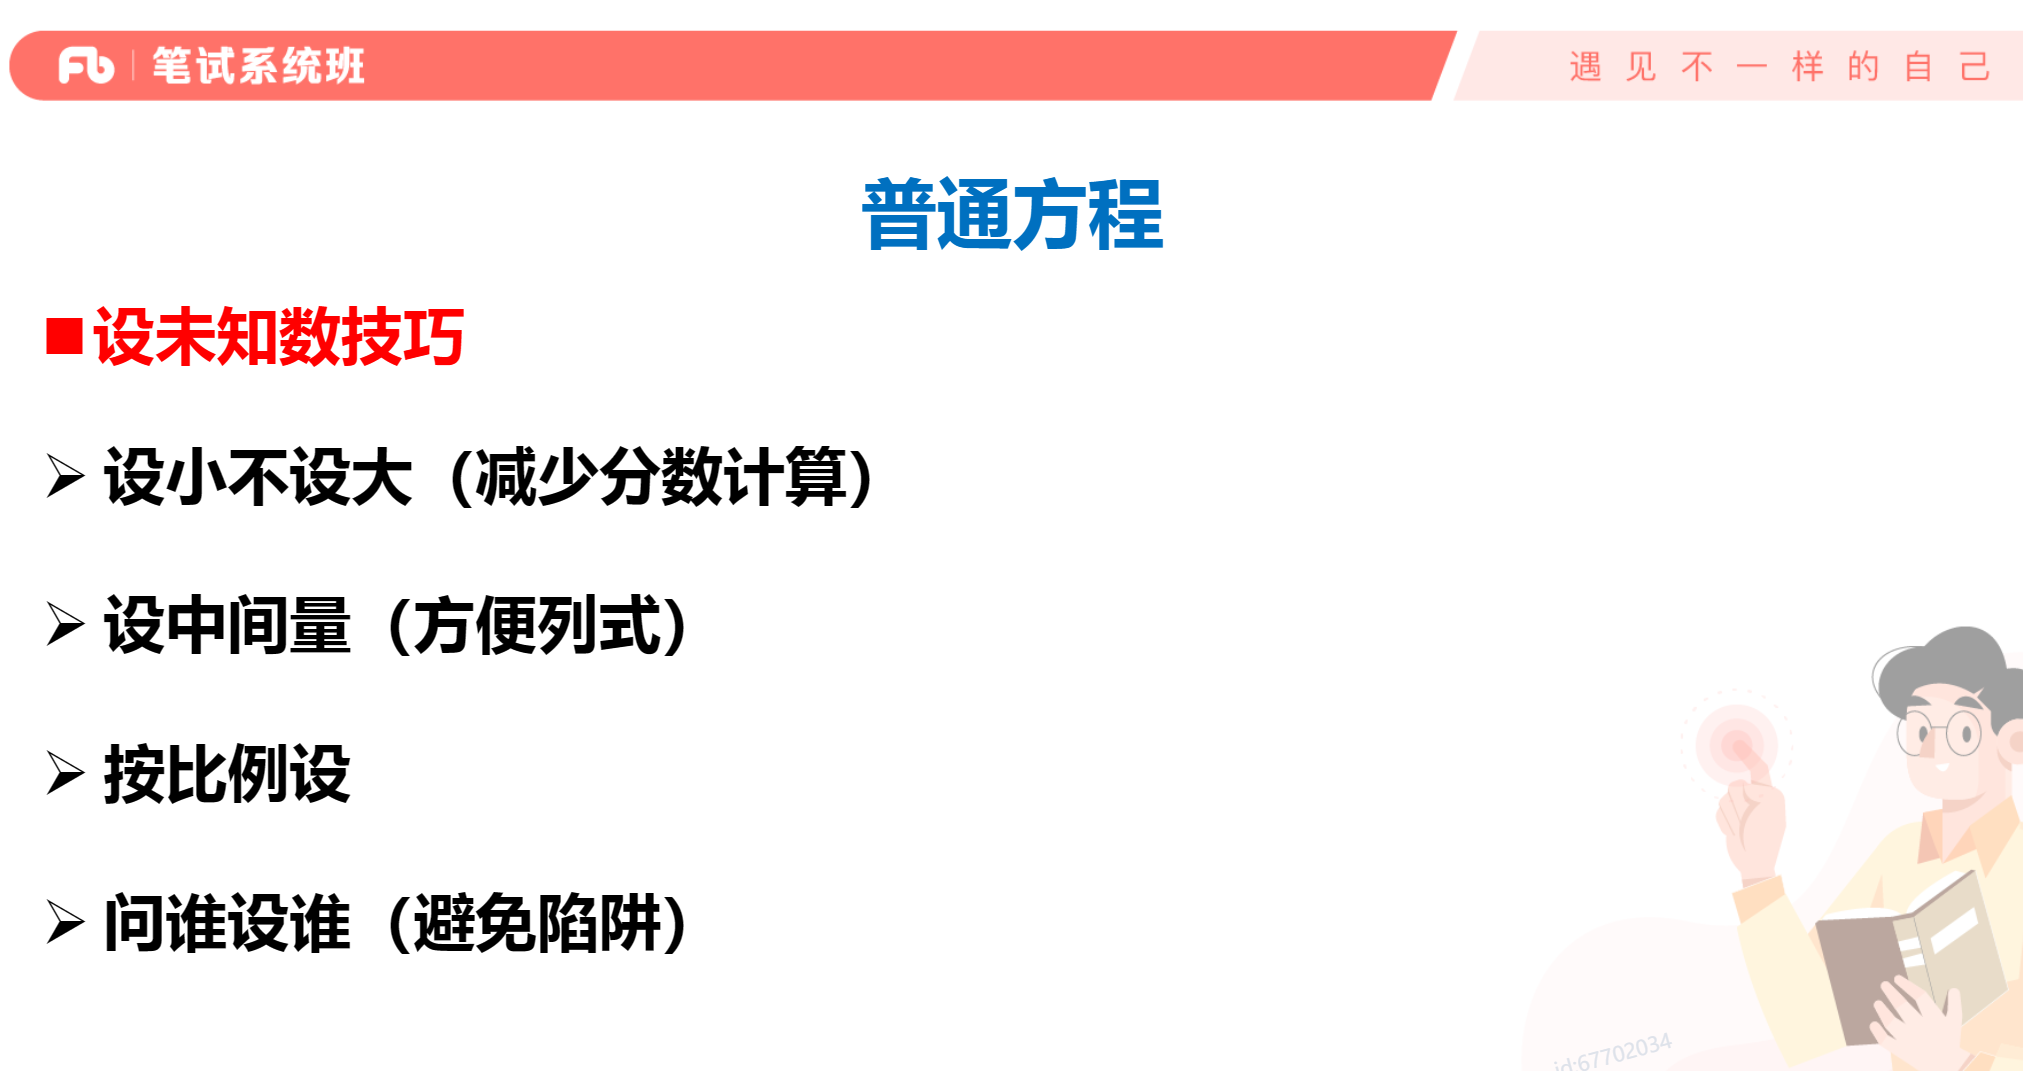 Fb 笔试系统班
遇见不一样的自己
普通方程
设未知数技巧
设小不设大（减少分数计算）
设中间量（方便列式）
按比例设
问谁设谁（避免陷阱）
id:67702034